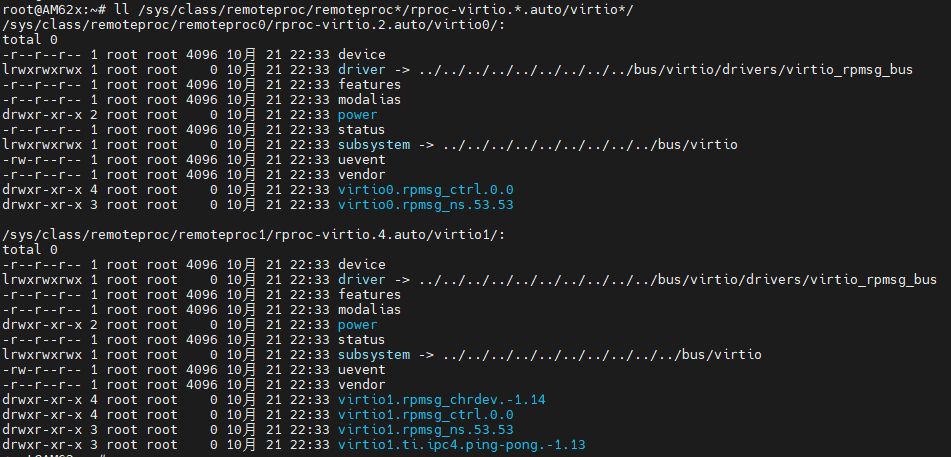 root@AM62x:~# ll /sys/class/remoteproc/remoteproc*/rproc-virtio.*.auto/virtio*/
/sys/class/remoteproc/remoteproc0/rproc-virtio.2.auto/virtio0/:
total 0
-r--r--r-- 1 root root 4096 10月 21 22:33 device
lrwxrwxrwx 1 root root    0 10月 21 22:33 driver -> ../../../../../../../../../bus/virtio/drivers/virtio_rpmsg_bus
-r--r--r-- 1 root root 4096 10月 21 22:33 features
-r--r--r-- 1 root root 4096 10月 21 22:33 modalias
drwxr-xr-x 2 root root    0 10月 21 22:33 power
-r--r--r-- 1 root root 4096 10月 21 22:33 status
lrwxrwxrwx 1 root root    0 10月 21 22:33 subsystem -> ../../../../../../../../../bus/virtio
-rw-r--r-- 1 root root 4096 10月 21 22:33 uevent
-r--r--r-- 1 root root 4096 10月 21 22:33 vendor
drwxr-xr-x 4 root root    0 10月 21 22:33 virtio0.rpmsg_ctrl.0.0
drwxr-xr-x 3 root root    0 10月 21 22:33 virtio0.rpmsg_ns.53.53
/sys/class/remoteproc/remoteproc1/rproc-virtio.4.auto/virtio1/:
total 0
-r--r--r-- 1 root root 4096 10月 21 22:33 device
lrwxrwxrwx 1 root root    0 10月 21 22:33 driver -> ../../../../../../../../../../bus/virtio/drivers/virtio_rpmsg_bus
-r--r--r-- 1 root root 4096 10月 21 22:33 features
-r--r--r-- 1 root root 4096 10月 21 22:33 modalias
drwxr-xr-x 2 root root    0 10月 21 22:33 power
-r--r--r-- 1 root root 4096 10月 21 22:33 status
lrwxrwxrwx 1 root root    0 10月 21 22:33 subsystem -> ../../../../../../../../../../bus/virtio
-rw-r--r-- 1 root root 4096 10月 21 22:33 uevent
-r--r--r-- 1 root root 4096 10月 21 22:33 vendor
drwxr-xr-x 4 root root    0 10月 21 22:33 virtio1.rpmsg_chrdev.-1.14
drwxr-xr-x 4 root root    0 10月 21 22:33 virtio1.rpmsg_ctrl.0.0
drwxr-xr-x 3 root root    0 10月 21 22:33 virtio1.rpmsg_ns.53.53
drwxr-xr-x 3 root root    0 10月 21 22:33 virtio1.ti.ipc4.ping-pong.-1.13
root@AM62x:~#